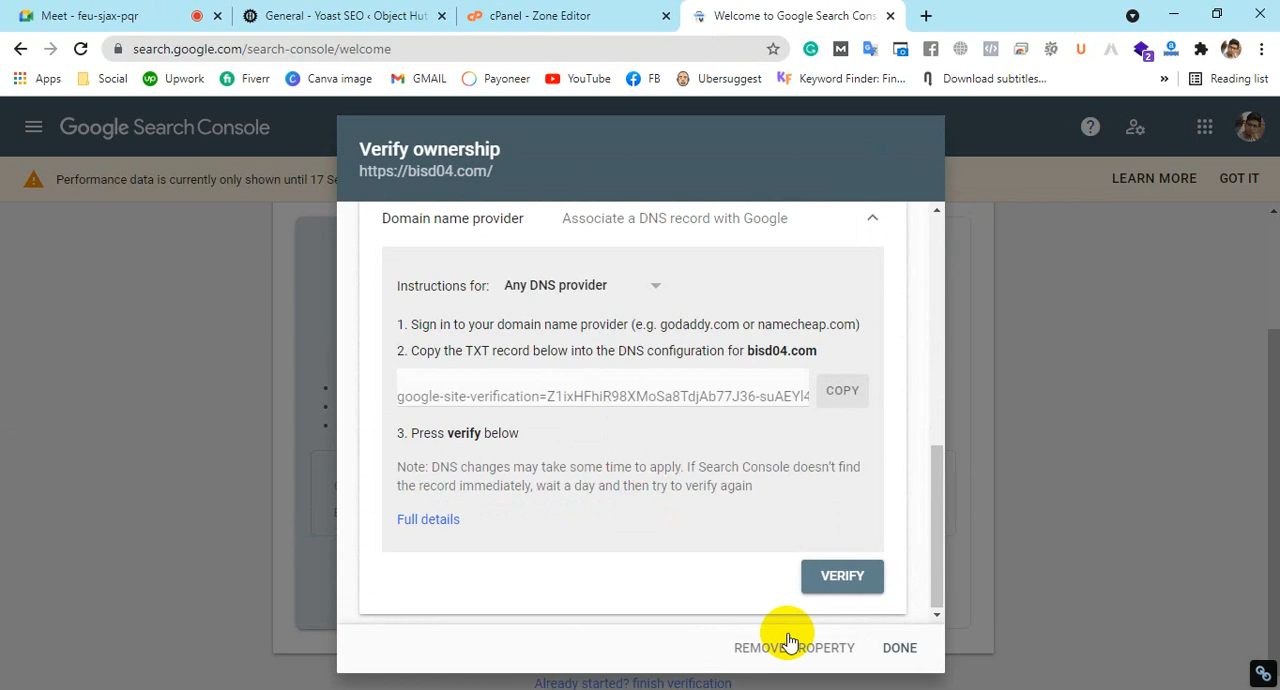 Meet - feu-sjax-pqr
General - Yoast SEO ‹ Object Hut
cPanel - Zone Editor
Welcome to Google Search Cons
search.google.com/search-console/welcome
Apps Social Upwork Fiverr Canva image GMAIL Payoneer YouTube FB Ubersuggest Keyword Finder: Fin... Download subtitles... » Reading list
Google Search Console
Performance data is currently only shown until 17 Se
LEARN MORE GOT IT
Verify ownership
https://bisd04.com/
Domain name provider Associate a DNS record with Google
Instructions for: Any DNS provider
1. Sign in to your domain name provider (e.g. godaddy.com or namecheap.com)
2. Copy the TXT record below into the DNS configuration for bisd04.com
google-site-verification=Z1ixHFhiR98XMoSa8TdjAb77J36-suAEYl4
COPY
3. Press verify below
Note: DNS changes may take some time to apply. If Search Console doesn't find
the record immediately, wait a day and then try to verify again
Full details
VERIFY
REMOVE PROPERTY DONE
Already started? finish verification